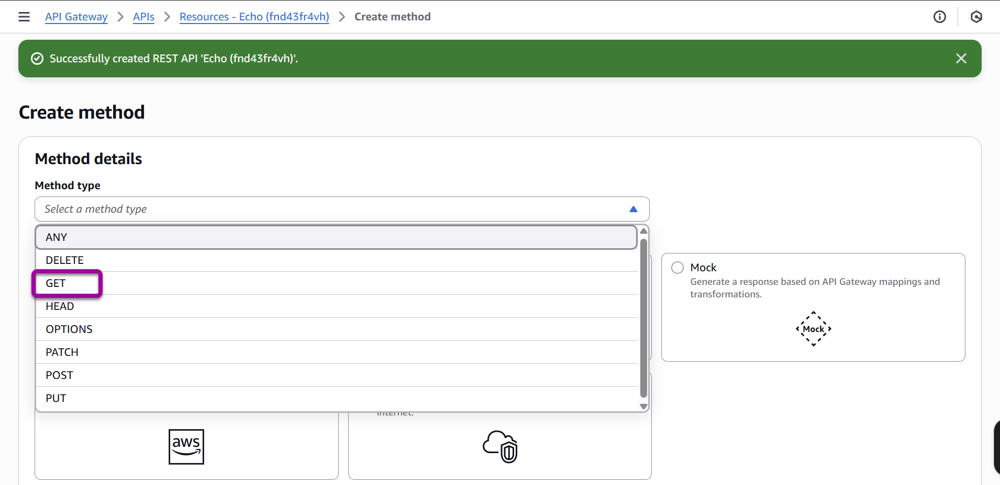 API Gateway > APIs > Resources - Echo (fnd43fr4vh) > Create method
Successfully created REST API 'Echo (fnd43fr4vh)'.
Create method
Method details
Method type
Select a method type
ANY
DELETE
GET
HEAD
OPTIONS
PATCH
POST
PUT
Mock
Generate a response based on API Gateway mappings and
transformations.
Mock
internet.
aws